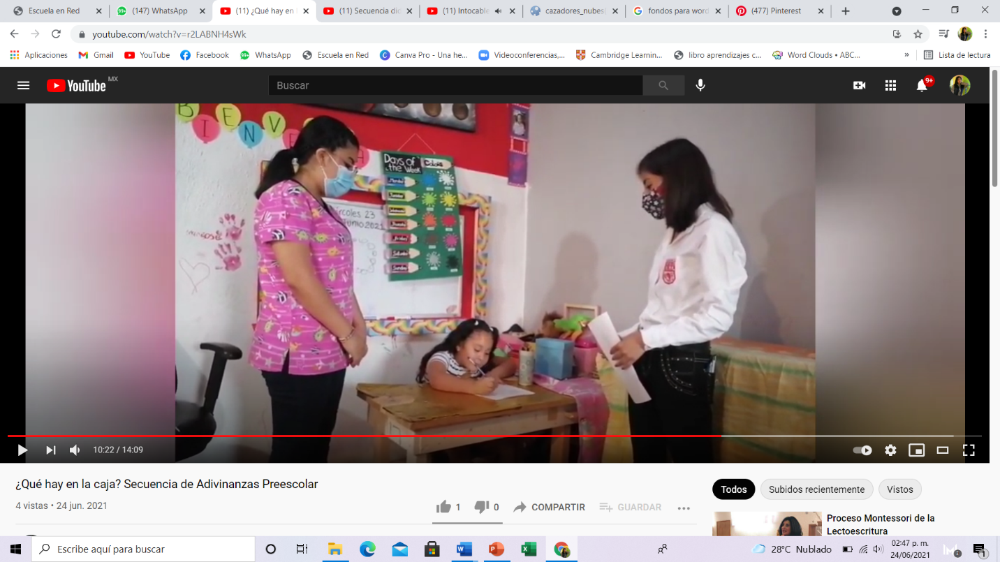 Escuela en Red
(147) WhatsApp
(11) ¿Qué hay en
(11) Secuencia di
(11) Intocable
cazadores_nubes
fondos para word
(477) Pinterest
youtube.com/watch?v=r2LABNH4sWk
Aplicaciones
Gmail
YouTube
Facebook
WhatsApp
Escuela en Red
Canva Pro - Una he...
Videoconferencias,...
Cambridge Learnin...
libro aprendizajes c...
Word Clouds • ABC...
»
Lista de lectura
YouTube MX
Buscar
9+
BIENVE
Days of
the Week
Colors
ércoles 23
unio 2021
10:22 / 14:09
¿Qué hay en la caja? Secuencia de Adivinanzas Preescolar
4 vistas • 24 jun. 2021
1
0
COMPARTIR
GUARDAR
Todos
Subidos recientemente
Vistos
Proceso Montessori de la
Lectoescritura
Escribe aquí para buscar
28°C Nublado
02:47 p. m.
24/06/2021
1